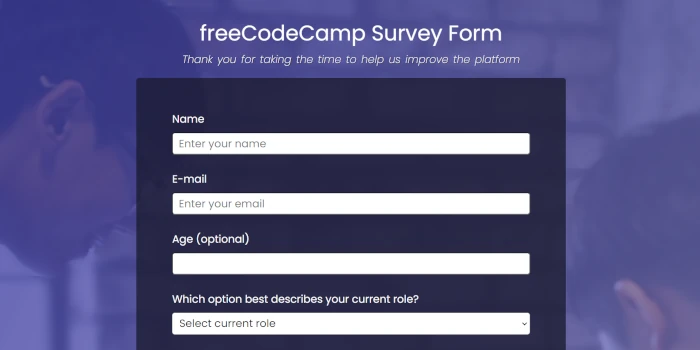 freeCodeCamp Survey Form
Thank you for taking the time to help us improve the platform
Name
Enter your name
E-mail
Enter your email
Age (optional)
Which option best describes your current role?
Select current role